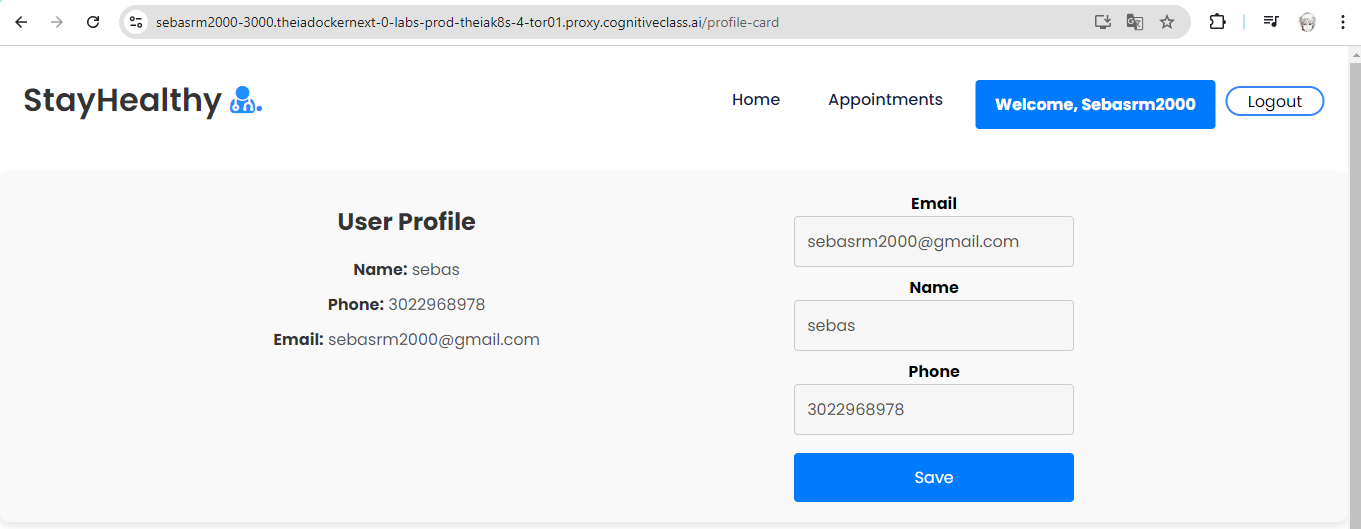 sebasrm2000-3000.theiadockernext-0-labs-prod-theiak8s-4-tor01.proxy.cognitiveclass.ai/profile-card
StayHealthy
Home
Appointments
Welcome, Sebasrm2000
Logout
User Profile
Name: sebas
Phone: 3022968978
Email: sebasrm2000@gmail.com
Email
sebasrm2000@gmail.com
Name
sebas
Phone
3022968978
Save